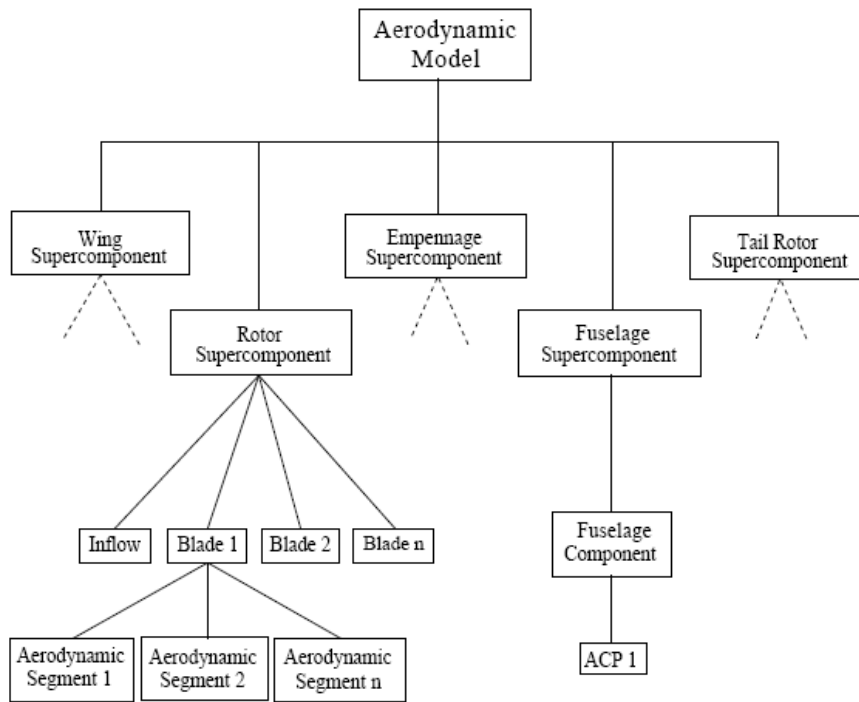 Aerodynamic
Model
Wing
Supercomponent
Empennage
Supercomponent
Tail Rotor
Supercomponent
Rotor
Supercomponent
Fuselage
Supercomponent
Inflow
Blade 1
Blade 2
Blade n
Fuselage
Component
Aerodynamic
Segment 1
Aerodynamic
Segment 2
Aerodynamic
Segment n
ACP 1